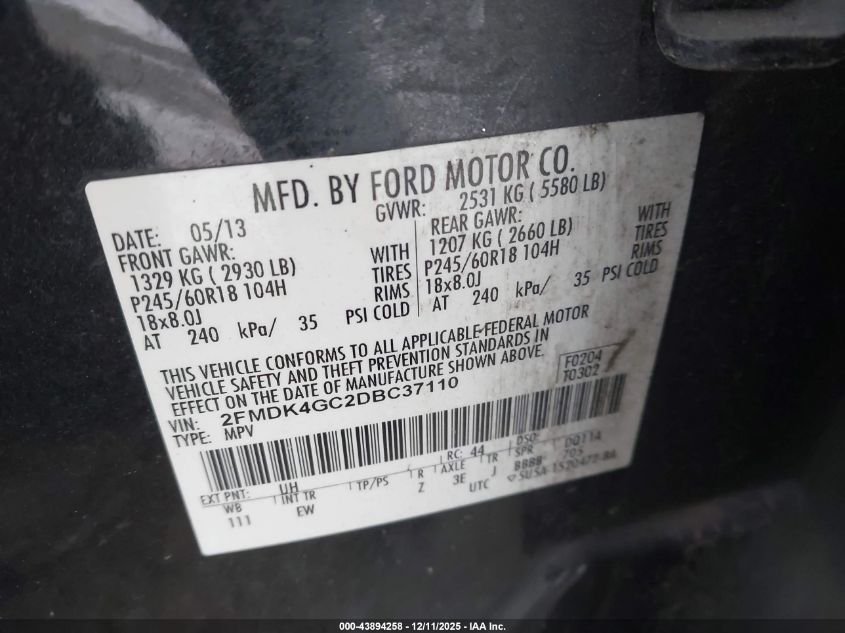 MFD. BY FORD MOTOR CO.
DATE: 05/13 GVWR: 2531 KG ( 5580 LB)
FRONT GAWR: REAR GAWR: WITH
1329 KG ( 2930 LB) WITH 1207 KG ( 2660 LB) TIRES
P245/60R18 104H TIRES P245/60R18 104H RIMS
18x8.0J RIMS 18x8.0J
AT 240 kPa/ 35 PSI COLD AT 240 kPa/ 35 PSI COLD
THIS VEHICLE CONFORMS TO ALL APPLICABLE FEDERAL MOTOR
VEHICLE SAFETY AND THEFT PREVENTION STANDARDS IN
EFFECT ON THE DATE OF MANUFACTURE SHOWN ABOVE.
F0204
T0302
VIN: 2FMDK4GC2DBC37110
TYPE: MPV
EXT PNT: UH RC: 44 DSO:
WB INT TR TP/PS R AXLE TR SPR
111 EW Z 3E J
UTC
000-43894258 - 12/11/2025 - IAA Inc.